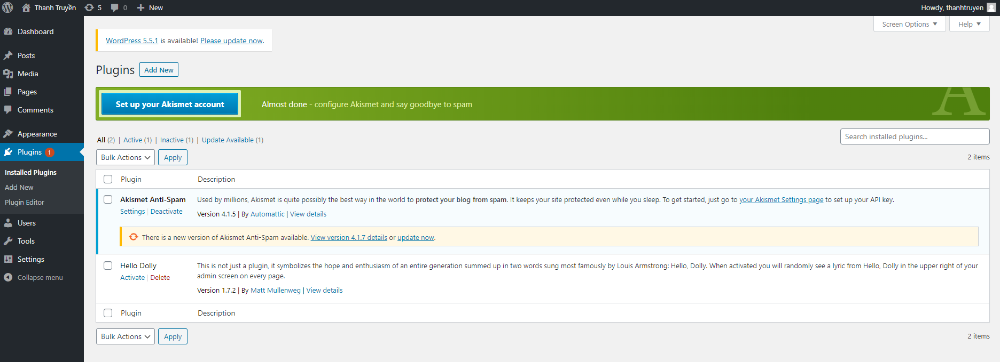 Thanh Truyền 5 0 New
Howdy, thanhtruyen
Dashboard
Posts
Media
Pages
Comments
Appearance
Plugins 1
Installed Plugins
Add New
Plugin Editor
Users
Tools
Settings
Collapse menu
Screen Options Help
WordPress 5.5.1 is available! Please update now.
Plugins Add New
Set up your Akismet account Almost done - configure Akismet and say goodbye to spam
A
All (2) | Active (1) | Inactive (1) | Update Available (1)
Search installed plugins...
Bulk Actions Apply
2 items
Plugin Description
Akismet Anti-Spam
Settings | Deactivate
Used by millions, Akismet is quite possibly the best way in the world to protect your blog from spam. It keeps your site protected even while you sleep. To get started, just go to your Akismet Settings page to set up your API key.
Version 4.1.5 | By Automattic | View details
There is a new version of Akismet Anti-Spam available. View version 4.1.7 details or update now.
Hello Dolly
Activate | Delete
This is not just a plugin, it symbolizes the hope and enthusiasm of an entire generation summed up in two words sung most famously by Louis Armstrong: Hello, Dolly. When activated you will randomly see a lyric from Hello, Dolly in the upper right of your
admin screen on every page.
Version 1.7.2 | By Matt Mullenweg | View details
Plugin Description
Bulk Actions Apply
2 items